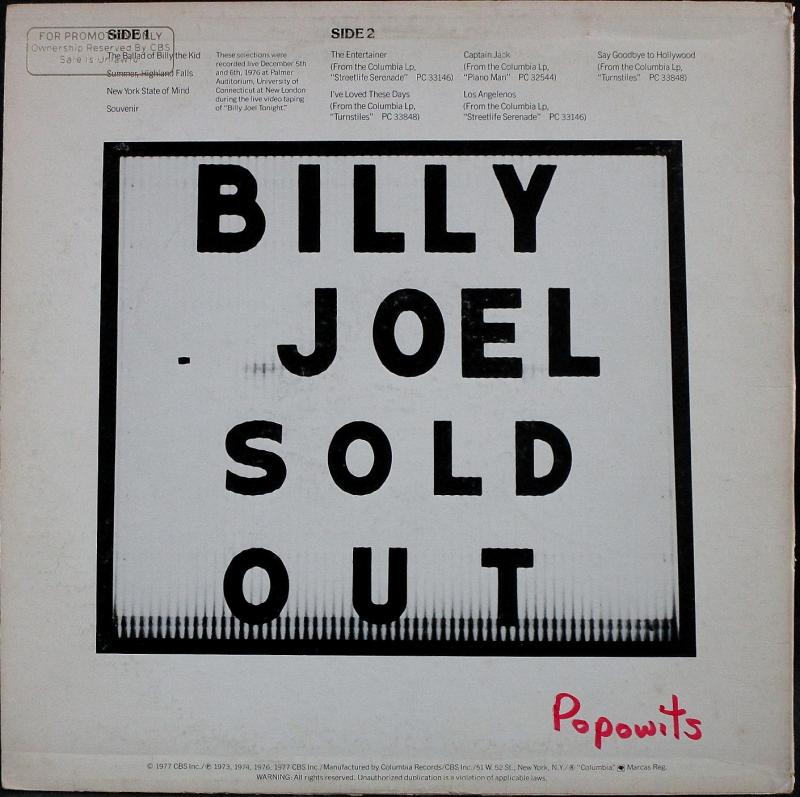 FOR PROMOTION ONLY
Ownership Reserved By CBS
Sale is Unlawful
SIDE 1
The Ballad of Billy the Kid
Summer, Highland Falls
New York State of Mind
Souvenir
These selections were
recorded live December 5th
and 6th, 1976 at Palmer
Auditorium, University of
Connecticut at New London
during the live video taping
of "Billy Joel Tonight."
SIDE 2
The Entertainer
(From the Columbia Lp,
"Streetlife Serenade" PC 33146)
I've Loved These Days
(From the Columbia Lp,
"Turnstiles" PC 33848)
Captain Jack
(From the Columbia Lp,
"Piano Man" PC 32544)
Los Angelenos
(From the Columbia Lp,
"Streetlife Serenade" PC 33146)
Say Goodbye to Hollywood
(From the Columbia Lp,
"Turnstiles" PC 33848)
BILLY
JOEL
SOLD
OUT
Popowits
© 1977 CBS Inc./℗ 1973, 1974, 1976, 1977 CBS Inc./Manufactured by Columbia Records/CBS Inc./51 W. 52 St., New York, N.Y./® "Columbia," Marcas Reg.
WARNING: All rights reserved. Unauthorized duplication is a violation of applicable laws.